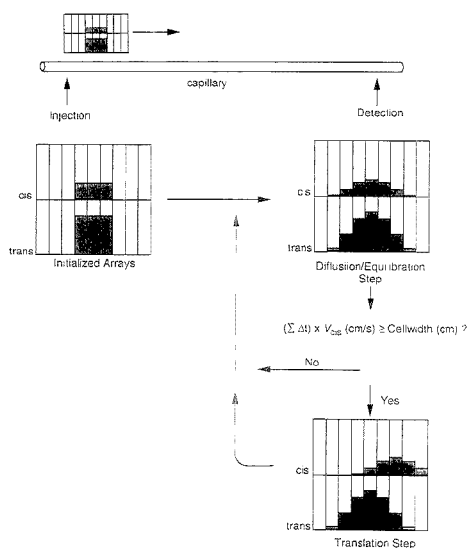 capillary
Injection
Detection
cis
trans
Initialized Arrays
cis
trans
Diffusion/Equilibration
Step
(Σ Δt) x Vcis (cm/s) ≥ Cellwidth (cm) ?
No
Yes
cis
trans
Translation Step